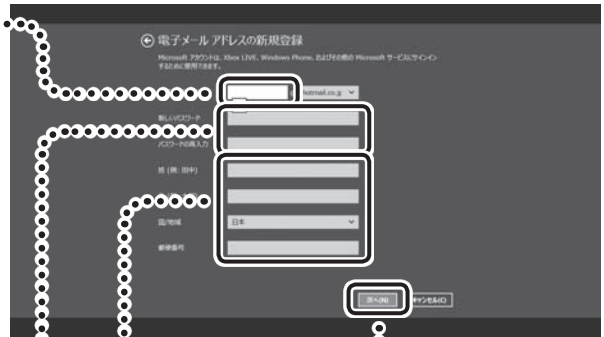 電子メール アドレスの新規登録
Microsoft アカウントは、Xbox LIVE、Windows Phone、およびその他の Microsoft サービスにサインイン
するために使用できます。
hotmail.co.jp
新しいパスワード
パスワードの再入力
姓 (例: 田中)
国/地域
日本
郵便番号
次へ(N)
キャンセル(C)